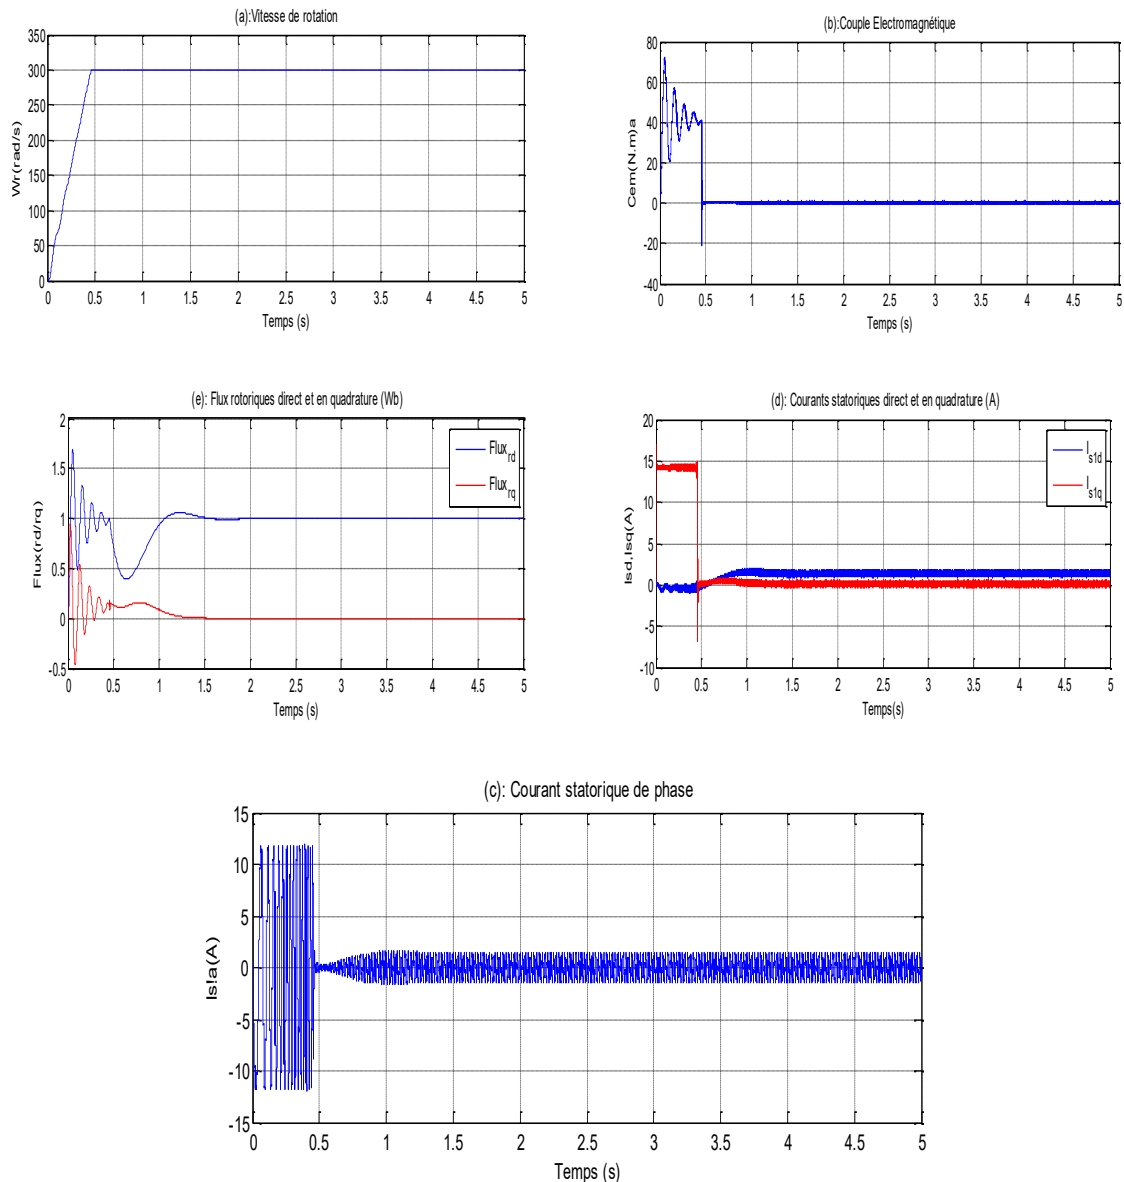 (a):Vitesse de rotation
350
300
250
200
150
100
50
0
Wr(rad/s)
0 0.5 1 1.5 2 2.5 3 3.5 4 4.5 5
Temps (s)
(b):Couple Electromagnétique
80
60
40
20
0
-20
-40
Cem(N.m)a
0 0.5 1 1.5 2 2.5 3 3.5 4 4.5 5
Temps (s)
(e): Flux rotoriques direct et en quadrature (Wb)
2
1.5
1
0.5
0
-0.5
Flux(rd/rq)
Flux rd
Flux rq
0 0.5 1 1.5 2 2.5 3 3.5 4 4.5 5
Temps (s)
(d): Courants statoriques direct et en quadrature (A)
20
15
10
5
0
-5
-10
Isd,Isq(A)
I s1d
I s1q
0 0.5 1 1.5 2 2.5 3 3.5 4 4.5 5
Temps(s)
(c): Courant statorique de phase
15
10
5
0
-5
-10
-15
Is!a(A)
0 0.5 1 1.5 2 2.5 3 3.5 4 4.5 5
Temps (s)